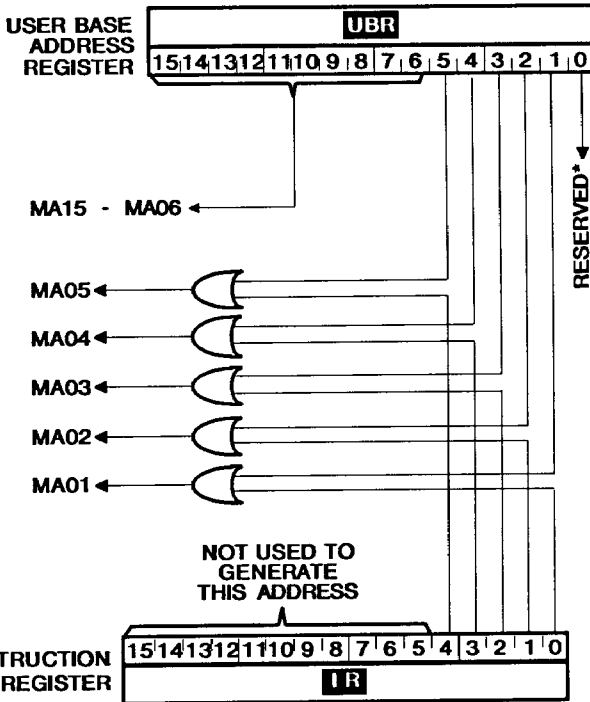 USER BASE
ADDRESS
REGISTER
UBR
15 14 13 12 11 10 9 8 7 6 5 4 3 2 1 0
MA15 - MA06
RESERVED*
MA05
MA04
MA03
MA02
MA01
NOT USED TO
GENERATE
THIS ADDRESS
TRUCTION
REGISTER
15 14 13 12 11 10 9 8 7 6 5 4 3 2 1 0
IR